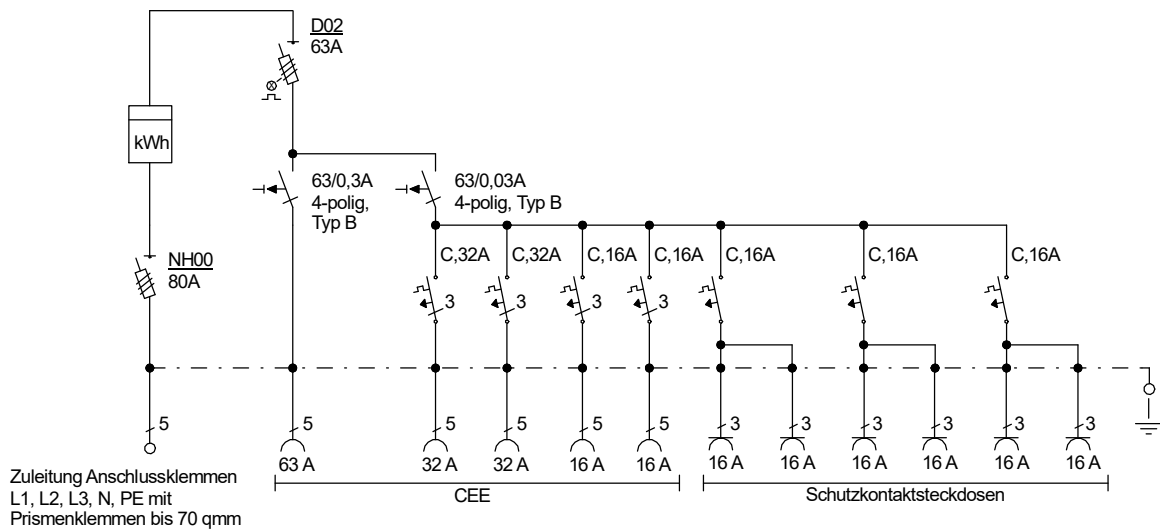 D02
63A
kWh
63/0,3A
4-polig,
Typ B
63/0,03A
4-polig, Typ B
NH00
80A
C,32A
C,32A
C,16A
C,16A
C,16A
C,16A
C,16A
3
3
3
3
5
5
5
5
5
5
3
3
3
3
3
3
63 A
32 A
32 A
16 A
16 A
16 A
16 A
16 A
16 A
16 A
16 A
CEE
Schutzkontaktsteckdosen
Zuleitung Anschlussklemmen
L1, L2, L3, N, PE mit
Prismenklemmen bis 70 qmm